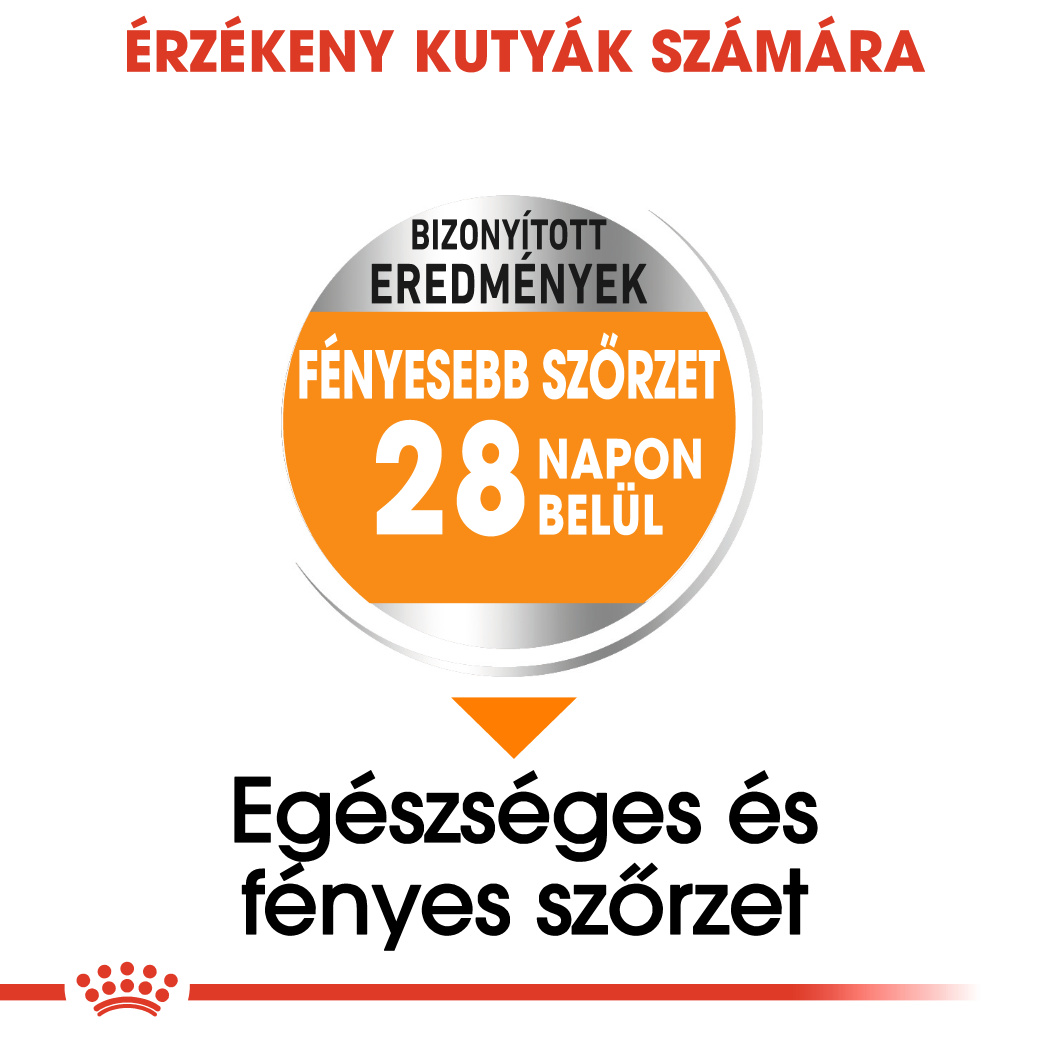 ÉRZÉKENY KUTYÁK SZÁMÁRA
BIZONYÍTOTT
EREDMÉNYEK
FÉNYESEBB SZŐRZET
28 NAPON
BELÜL
Egészséges és
fényes szőrzet